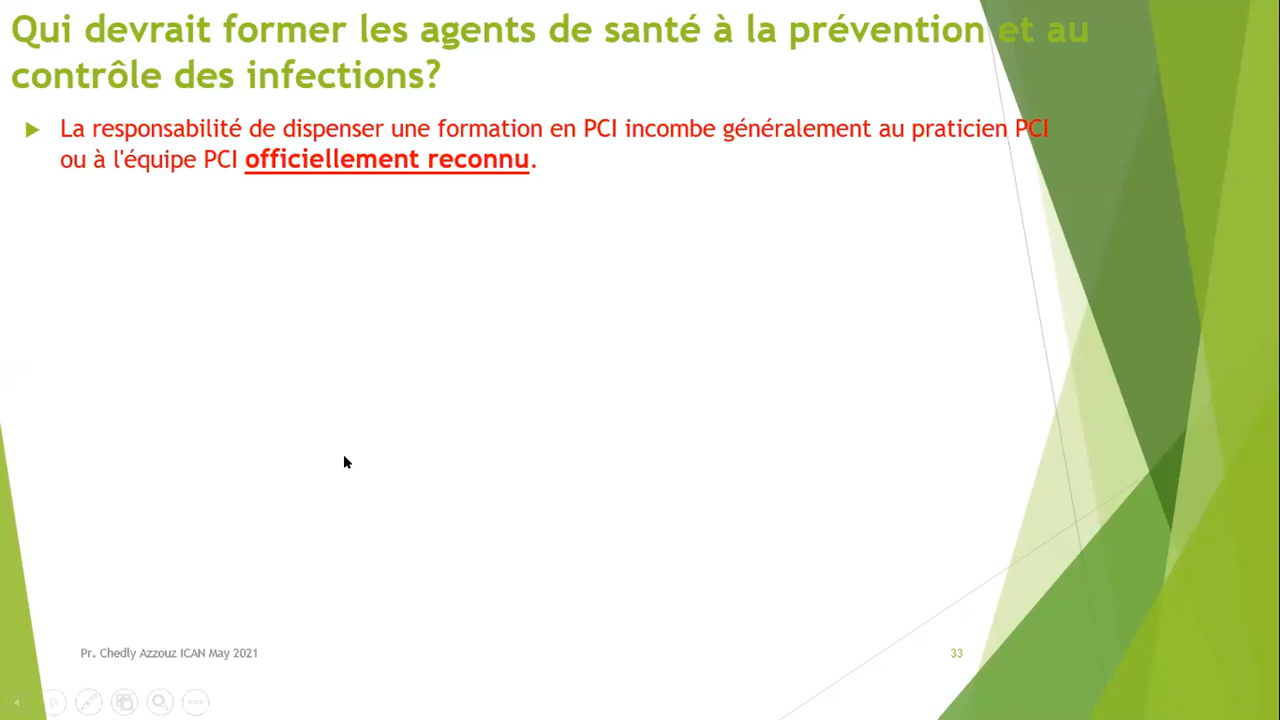 Qui devrait former les agents de santé à la prévention et au
contrôle des infections?
La responsabilité de dispenser une formation en PCI incombe généralement au praticien PCI
ou à l'équipe PCI officiellement reconnu.
Pr. Chedly Azzouz ICAN May 2021
33